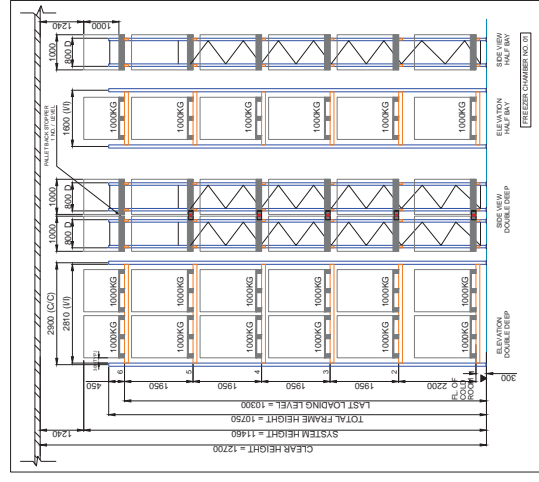 CLEAR HEIGHT = 12700
SYSTEM HEIGHT = 11460
TOTAL FRAME HEIGHT = 10750
LAST LOADING LEVEL = 10300
1240
450
1950
1950
1950
1950
2200
300
6
5
4
3
2
FL. OF
COLD
ROOM
2900 (C/C)
2810 (I/I)
1000KG 1000KG
1000KG 1000KG
1000KG 1000KG
1000KG 1000KG
1000KG 1000KG
1000KG 1000KG
ELEVATION
DOUBLE DEEP
1000
800 D
1000
800 D
PALLET BACK STOPPER
SIDE VIEW
DOUBLE DEEP
1600 (I/I)
1000KG
1000KG
1000KG
1000KG
1000KG
1000KG
ELEVATION
HALF BAY
1000
800 D
1000
1240
SIDE VIEW
HALF BAY
FREEZER CHAMBER NO. 01